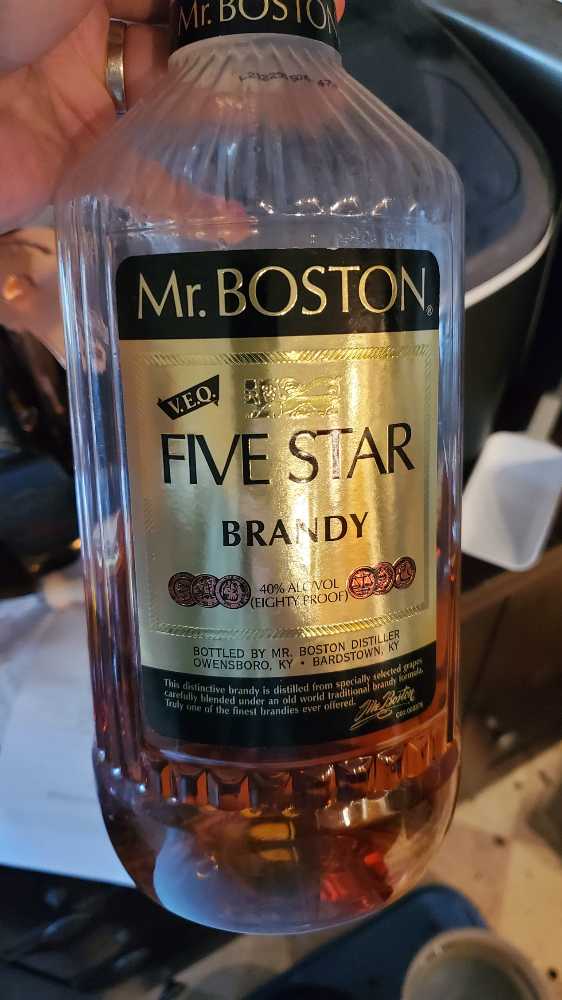 Mr. BOSTON
Mr. BOSTON®
V.E.Q.
FIVE STAR
BRANDY
40% ALC/VOL
(EIGHTY PROOF)
BOTTLED BY MR. BOSTON DISTILLER
OWENSBORO, KY • BARDSTOWN, KY
This distinctive brandy is distilled from specially selected grapes
carefully blended under an old world traditional brandy formula.
Truly one of the finest brandies ever offered.
Mr. Boston